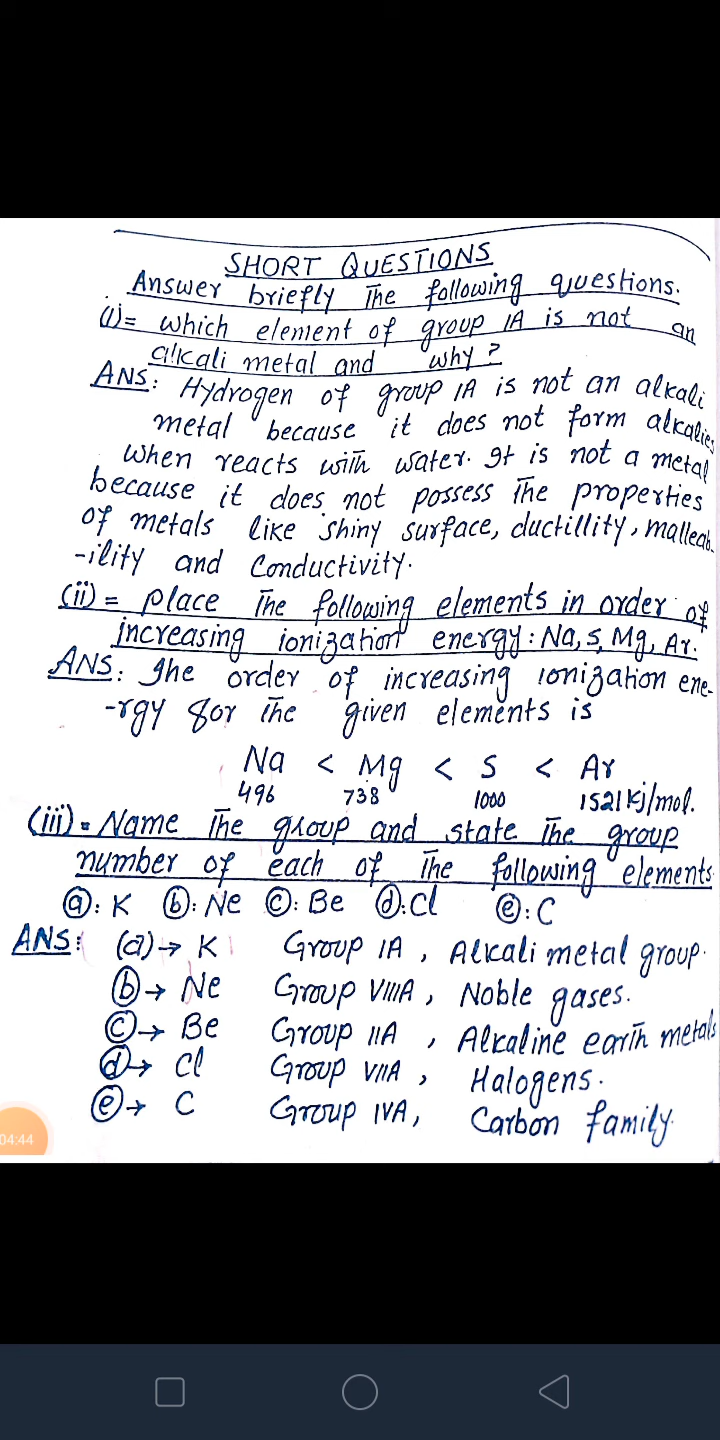 SHORT QUESTIONS
Answer briefly The following questions.
(i)= which element of group IA is not an
alkali metal and why?
ANS: Hydrogen of group IA is not an alkali
metal because it does not form alkalies
when reacts with water. It is not a metal
because it does not possess the properties
of metals like shiny surface, ductillity, malleab-
-ility and Conductivity.
(ii)= place The following elements in order of
increasing ionization energy: Na, S, Mg, Ar.
ANS: The order of increasing ionization ene-
-rgy for the given elements is
Na < Mg < S < Ar
496 738 1000 1521 kj/mol.
(iii)= Name The group and state The group
number of each of The following elements
ⓐ: K ⓑ: Ne ⓒ: Be ⓓ: Cl ⓔ: C
ANS: (a)→ K Group IA, Alkali metal group.
ⓑ→ Ne Group VIIIA, Noble gases.
ⓒ→ Be Group IIA, Alkaline earth metals
ⓓ→ Cl Group VIIA, Halogens.
ⓔ→ C Group IVA, Carbon family.
04:44